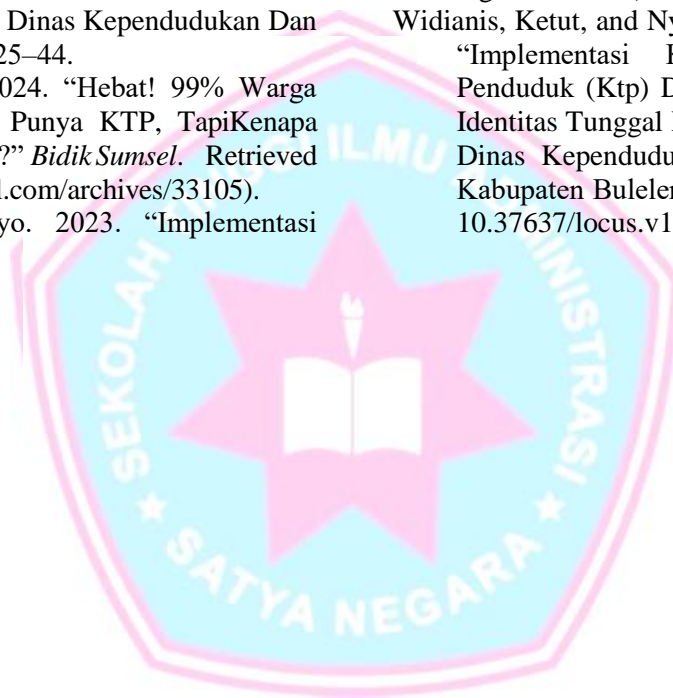 Dinas Kependudukan Dan
25–44.
024. “Hebat! 99% Warga
Punya KTP, TapiKenapa
?” Bidik Sumsel. Retrieved
l.com/archives/33105).
yo. 2023. “Implementasi
Widianis, Ketut, and Ny
“Implementasi K
Penduduk (Ktp) D
Identitas Tunggal
Dinas Kependudu
Kabupaten Bulele
10.37637/locus.v1
SEKOLAH TINGGI ILMU ADMINISTRASI
SATYA NEGARA